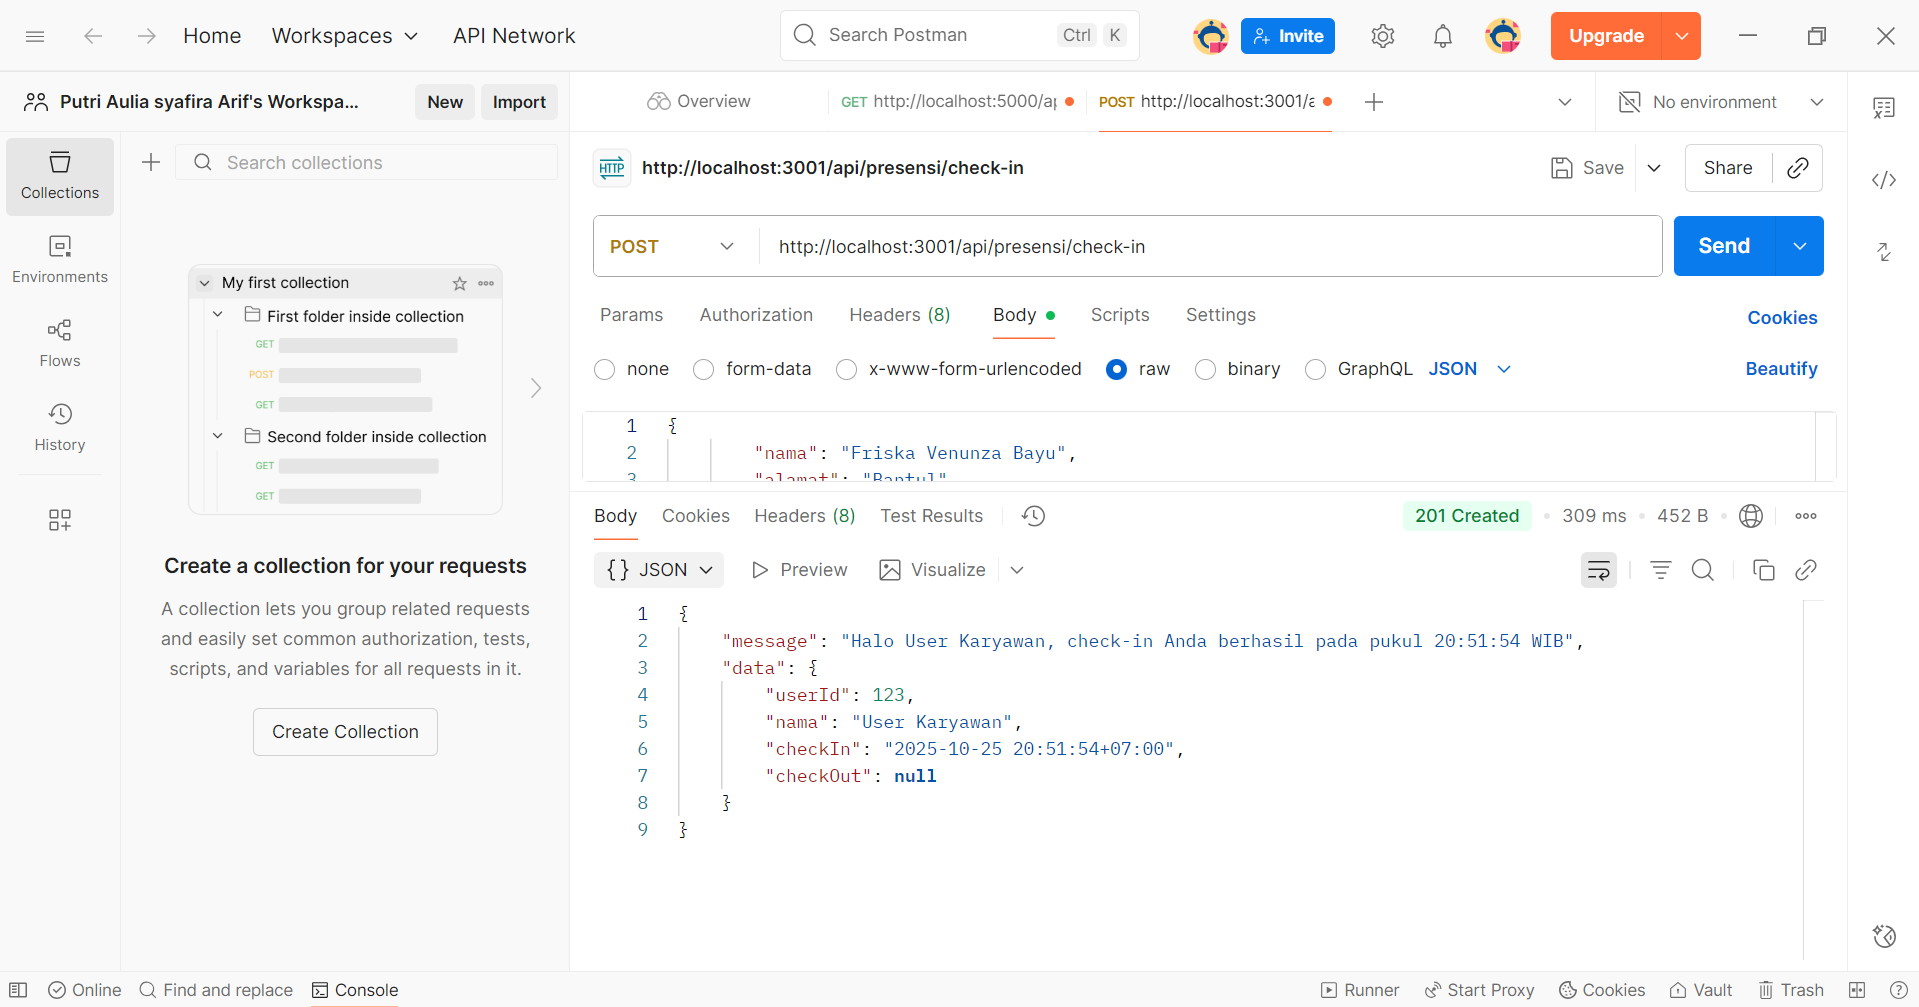 Home Workspaces API Network Search Postman Ctrl K Invite Upgrade
Putri Aulia syafira Arif's Workspa... New Import Overview GET http://localhost:5000/ap POST http://localhost:3001/a No environment
Collections
Environments
Flows
History
Search collections
My first collection
First folder inside collection
GET
POST
GET
Second folder inside collection
GET
GET
Create a collection for your requests
A collection lets you group related requests
and easily set common authorization, tests,
scripts, and variables for all requests in it.
Create Collection
HTTP http://localhost:3001/api/presensi/check-in Save Share
POST http://localhost:3001/api/presensi/check-in Send
Params Authorization Headers (8) Body Scripts Settings Cookies
none form-data x-www-form-urlencoded raw binary GraphQL JSON Beautify
1 {
2 "nama": "Friska Venunza Bayu",
3 "alamat": "Bantul"
Body Cookies Headers (8) Test Results 201 Created 309 ms 452 B
{} JSON Preview Visualize
1 {
2 "message": "Halo User Karyawan, check-in Anda berhasil pada pukul 20:51:54 WIB",
3 "data": {
4 "userId": 123,
5 "nama": "User Karyawan",
6 "checkIn": "2025-10-25 20:51:54+07:00",
7 "checkOut": null
8 }
9 }
Online Find and replace Console Runner Start Proxy Cookies Vault Trash